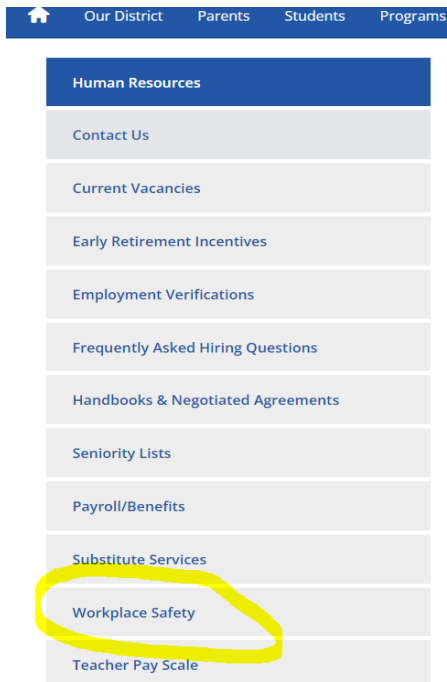 Our District Parents Students Programs
Human Resources
Contact Us
Current Vacancies
Early Retirement Incentives
Employment Verifications
Frequently Asked Hiring Questions
Handbooks & Negotiated Agreements
Seniority Lists
Payroll/Benefits
Substitute Services
Workplace Safety
Teacher Pay Scale